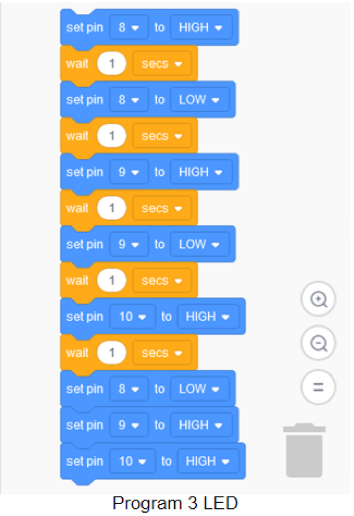 set pin 8 to HIGH
wait 1 secs
set pin 8 to LOW
wait 1 secs
set pin 9 to HIGH
wait 1 secs
set pin 9 to LOW
wait 1 secs
set pin 10 to HIGH
wait 1 secs
set pin 8 to LOW
set pin 9 to HIGH
set pin 10 to HIGH
Program 3 LED